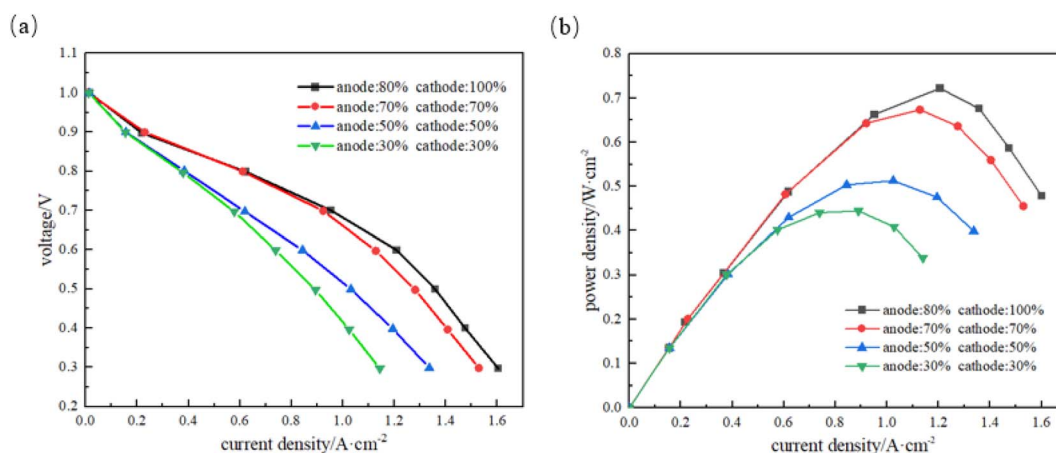 (a)
1.1
1.0
0.9
0.8
0.7
0.6
0.5
0.4
0.3
0.2
voltage/V
anode:80% cathode:100%
anode:70% cathode:70%
anode:50% cathode:50%
anode:30% cathode:30%
0.0 0.2 0.4 0.6 0.8 1.0 1.2 1.4 1.6
current density/A·cm⁻²
(b)
0.8
0.7
0.6
0.5
0.4
0.3
0.2
0.1
0.0
power density/W·cm⁻²
anode:80% cathode:100%
anode:70% cathode:70%
anode:50% cathode:50%
anode:30% cathode:30%
0.0 0.2 0.4 0.6 0.8 1.0 1.2 1.4 1.6
current density/A·cm⁻²